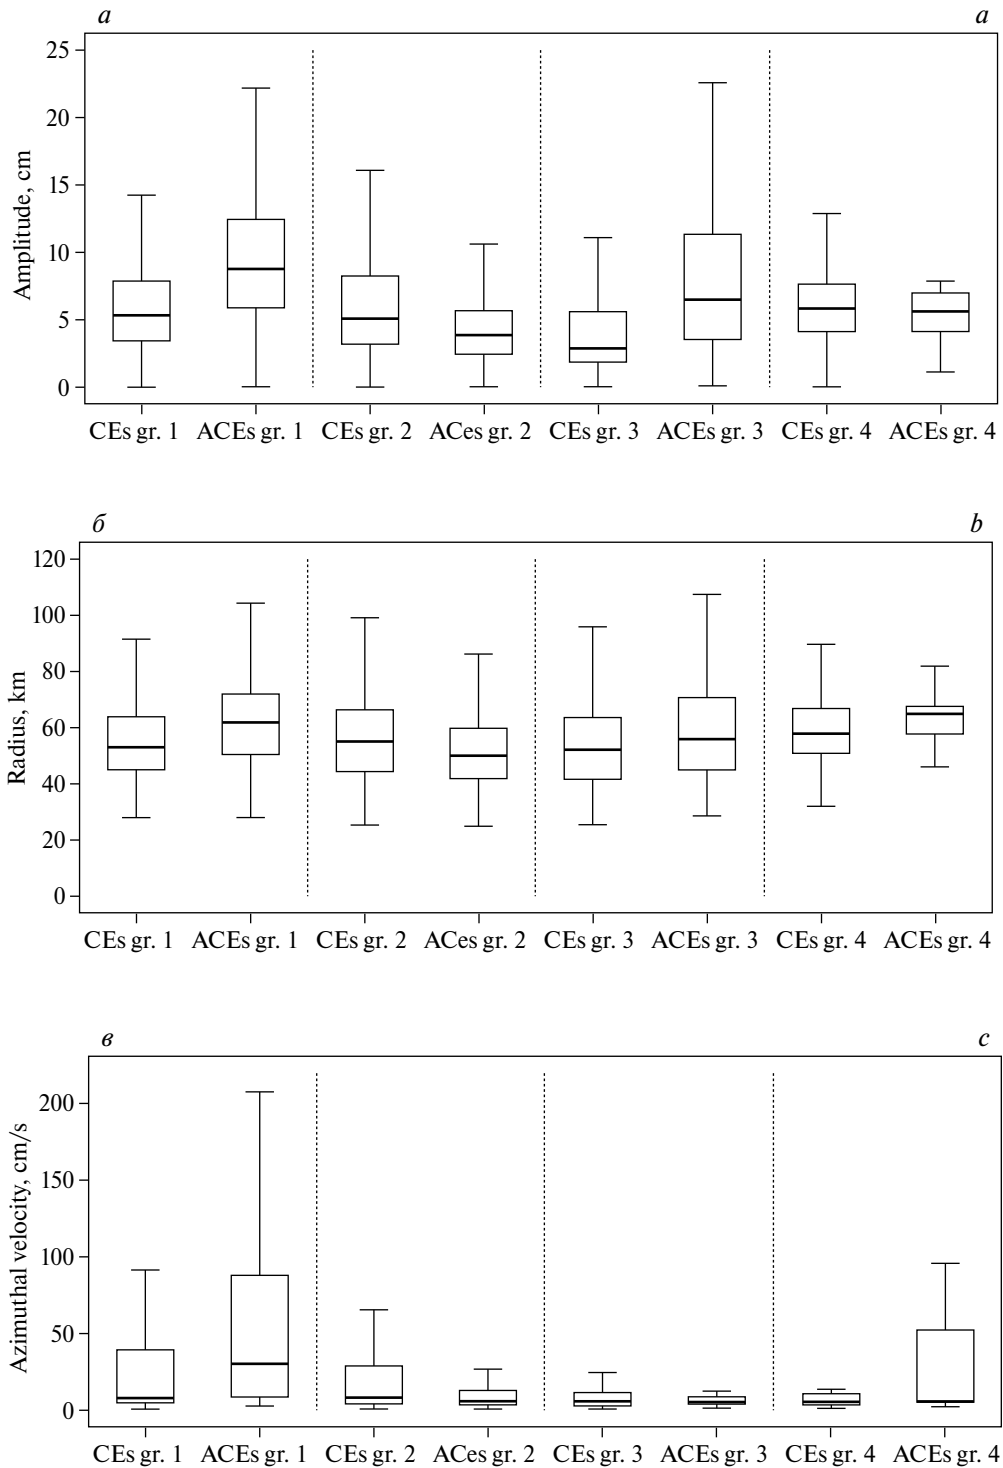 а a
Amplitude, cm
25
20
15
10
5
0
CEs gr. 1 ACEs gr. 1 CEs gr. 2 ACes gr. 2 CEs gr. 3 ACEs gr. 3 CEs gr. 4 ACEs gr. 4
б b
Radius, km
120
100
80
60
40
20
0
CEs gr. 1 ACEs gr. 1 CEs gr. 2 ACes gr. 2 CEs gr. 3 ACEs gr. 3 CEs gr. 4 ACEs gr. 4
в c
Azimuthal velocity, cm/s
200
150
100
50
0
CEs gr. 1 ACEs gr. 1 CEs gr. 2 ACes gr. 2 CEs gr. 3 ACEs gr. 3 CEs gr. 4 ACEs gr. 4